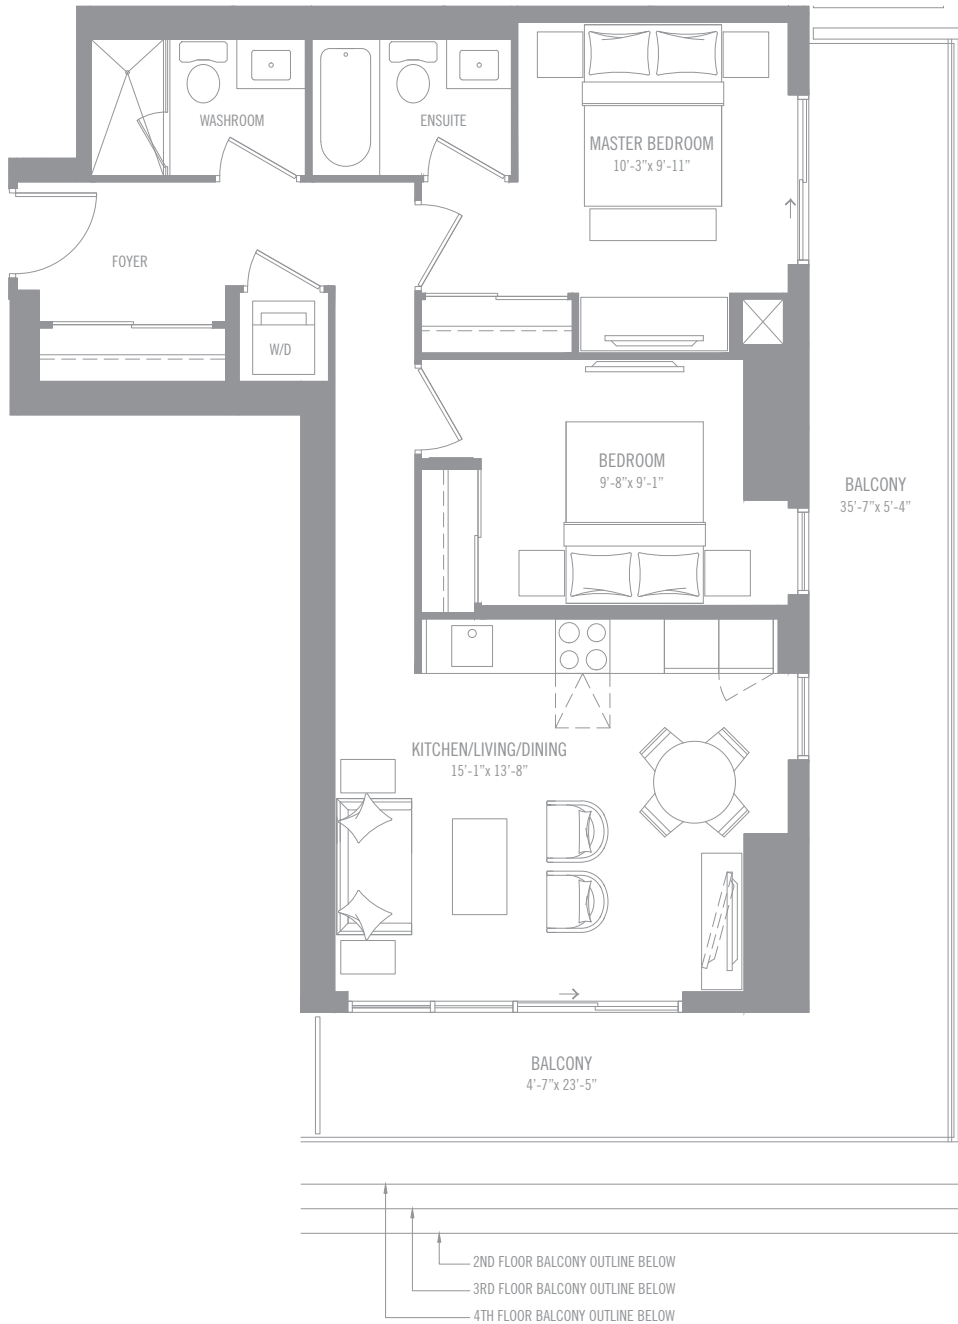 WASHROOM
ENSUITE
MASTER BEDROOM
10'-3"x 9'-11"
FOYER
W/D
BEDROOM
9'-8"x 9'-1"
BALCONY
35'-7"x 5'-4"
KITCHEN/LIVING/DINING
15'-1"x 13'-8"
BALCONY
4'-7"x 23'-5"
2ND FLOOR BALCONY OUTLINE BELOW
3RD FLOOR BALCONY OUTLINE BELOW
4TH FLOOR BALCONY OUTLINE BELOW